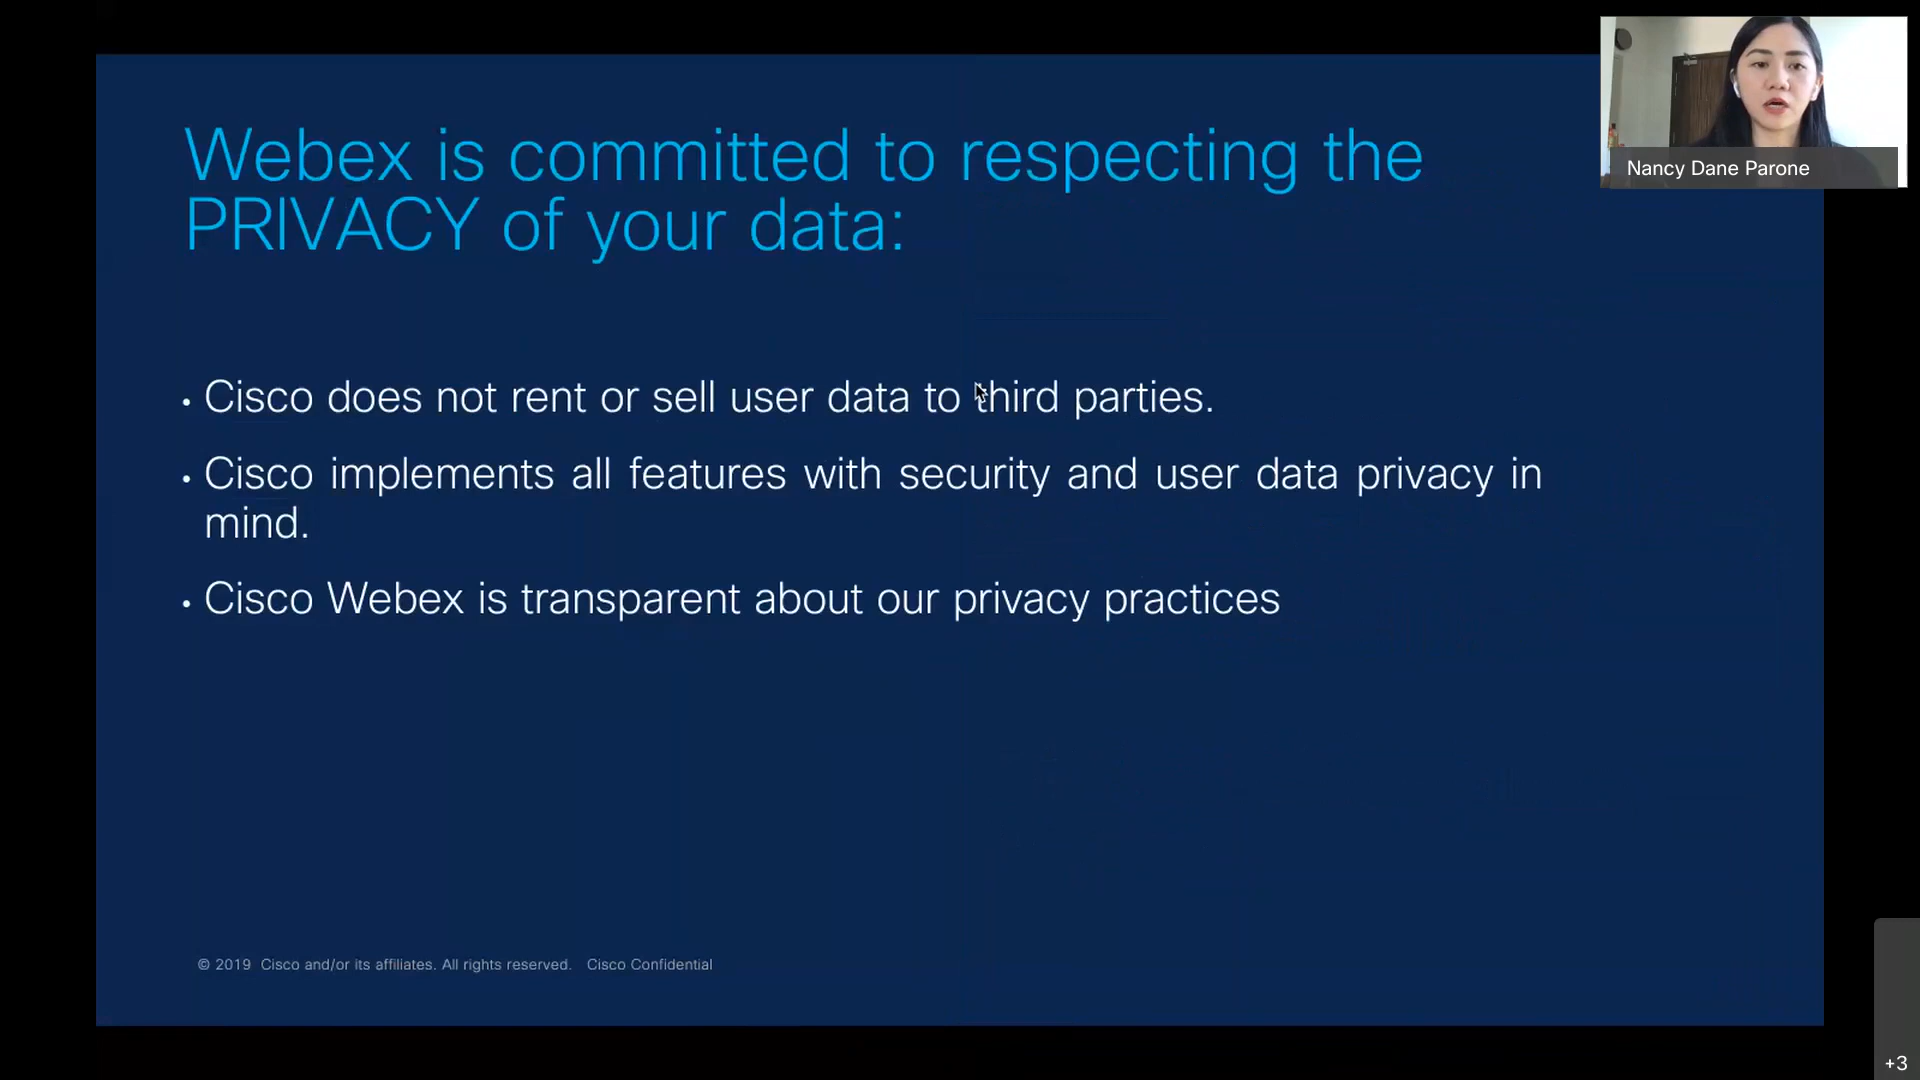 Webex is committed to respecting the
PRIVACY of your data:
Nancy Dane Parone
• Cisco does not rent or sell user data to third parties.
• Cisco implements all features with security and user data privacy in
mind.
• Cisco Webex is transparent about our privacy practices
© 2019 Cisco and/or its affiliates. All rights reserved. Cisco Confidential
+3